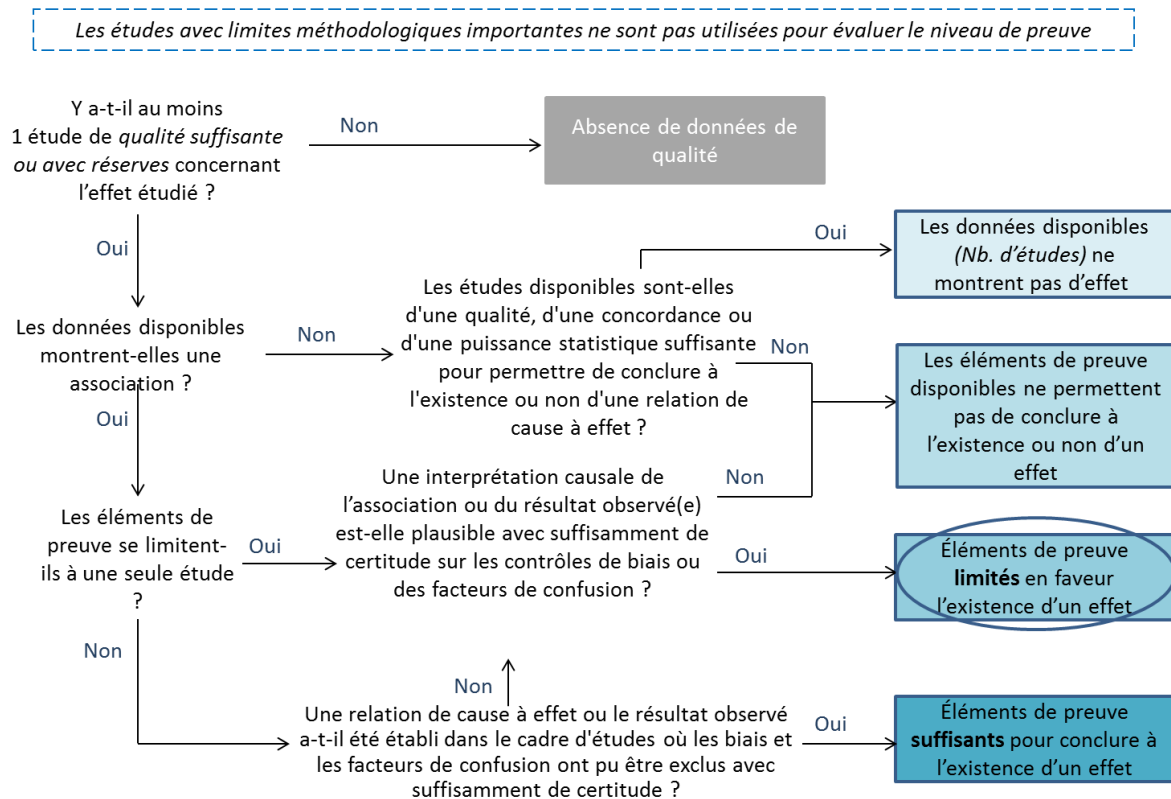 Les études avec limites méthodologiques importantes ne sont pas utilisées pour évaluer le niveau de preuve
Y a-t-il au moins
1 étude de qualité suffisante
ou avec réserves concernant
l'effet étudié ?
Non
Absence de données de
qualité
Oui
Les données disponibles
montrent-elles une
association ?
Non
Les études disponibles sont-elles
d'une qualité, d'une concordance ou
d'une puissance statistique suffisante
pour permettre de conclure à
l'existence ou non d'une relation de
cause à effet ?
Oui
Les données disponibles
(Nb. d'études) ne
montrent pas d'effet
Non
Les éléments de preuve
disponibles ne permettent
pas de conclure à
l'existence ou non d'un
effet
Oui
Les éléments de
preuve se limitent-
ils à une seule étude
?
Oui
Une interprétation causale de
l'association ou du résultat observé(e)
est-elle plausible avec suffisamment de
certitude sur les contrôles de biais ou
des facteurs de confusion ?
Non
Oui
Éléments de preuve
limités en faveur
l'existence d'un effet
Non
Non
Une relation de cause à effet ou le résultat observé
a-t-il été établi dans le cadre d'études où les biais et
les facteurs de confusion ont pu être exclus avec
suffisamment de certitude ?
Oui
Éléments de preuve
suffisants pour conclure à
l'existence d'un effet